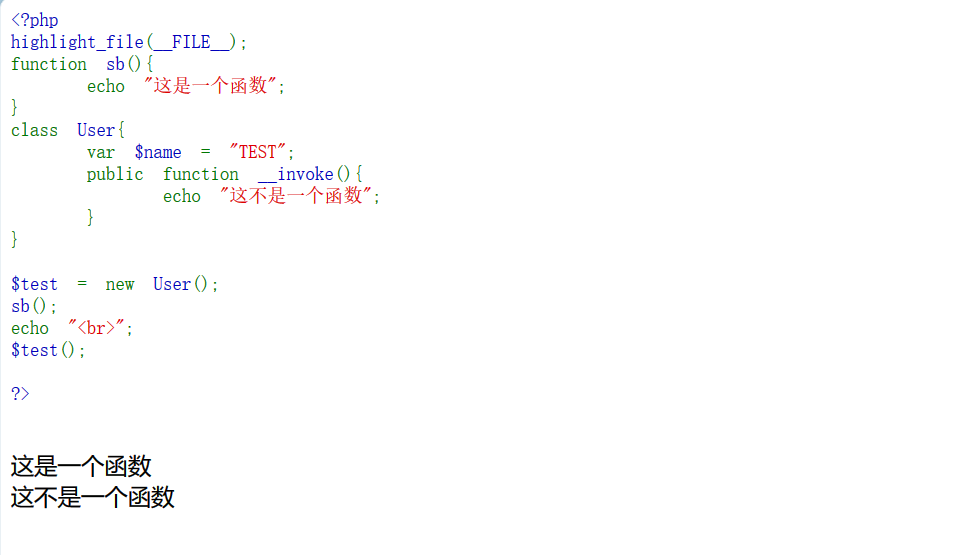 <?php
highlight_file(__FILE__);
function sb(){
echo "这是一个函数";
}
class User{
var $name = "TEST";
public function __invoke(){
echo "这不是一个函数";
}
}
$test = new User();
sb();
echo "<br>";
$test();
?>
这是一个函数
这不是一个函数